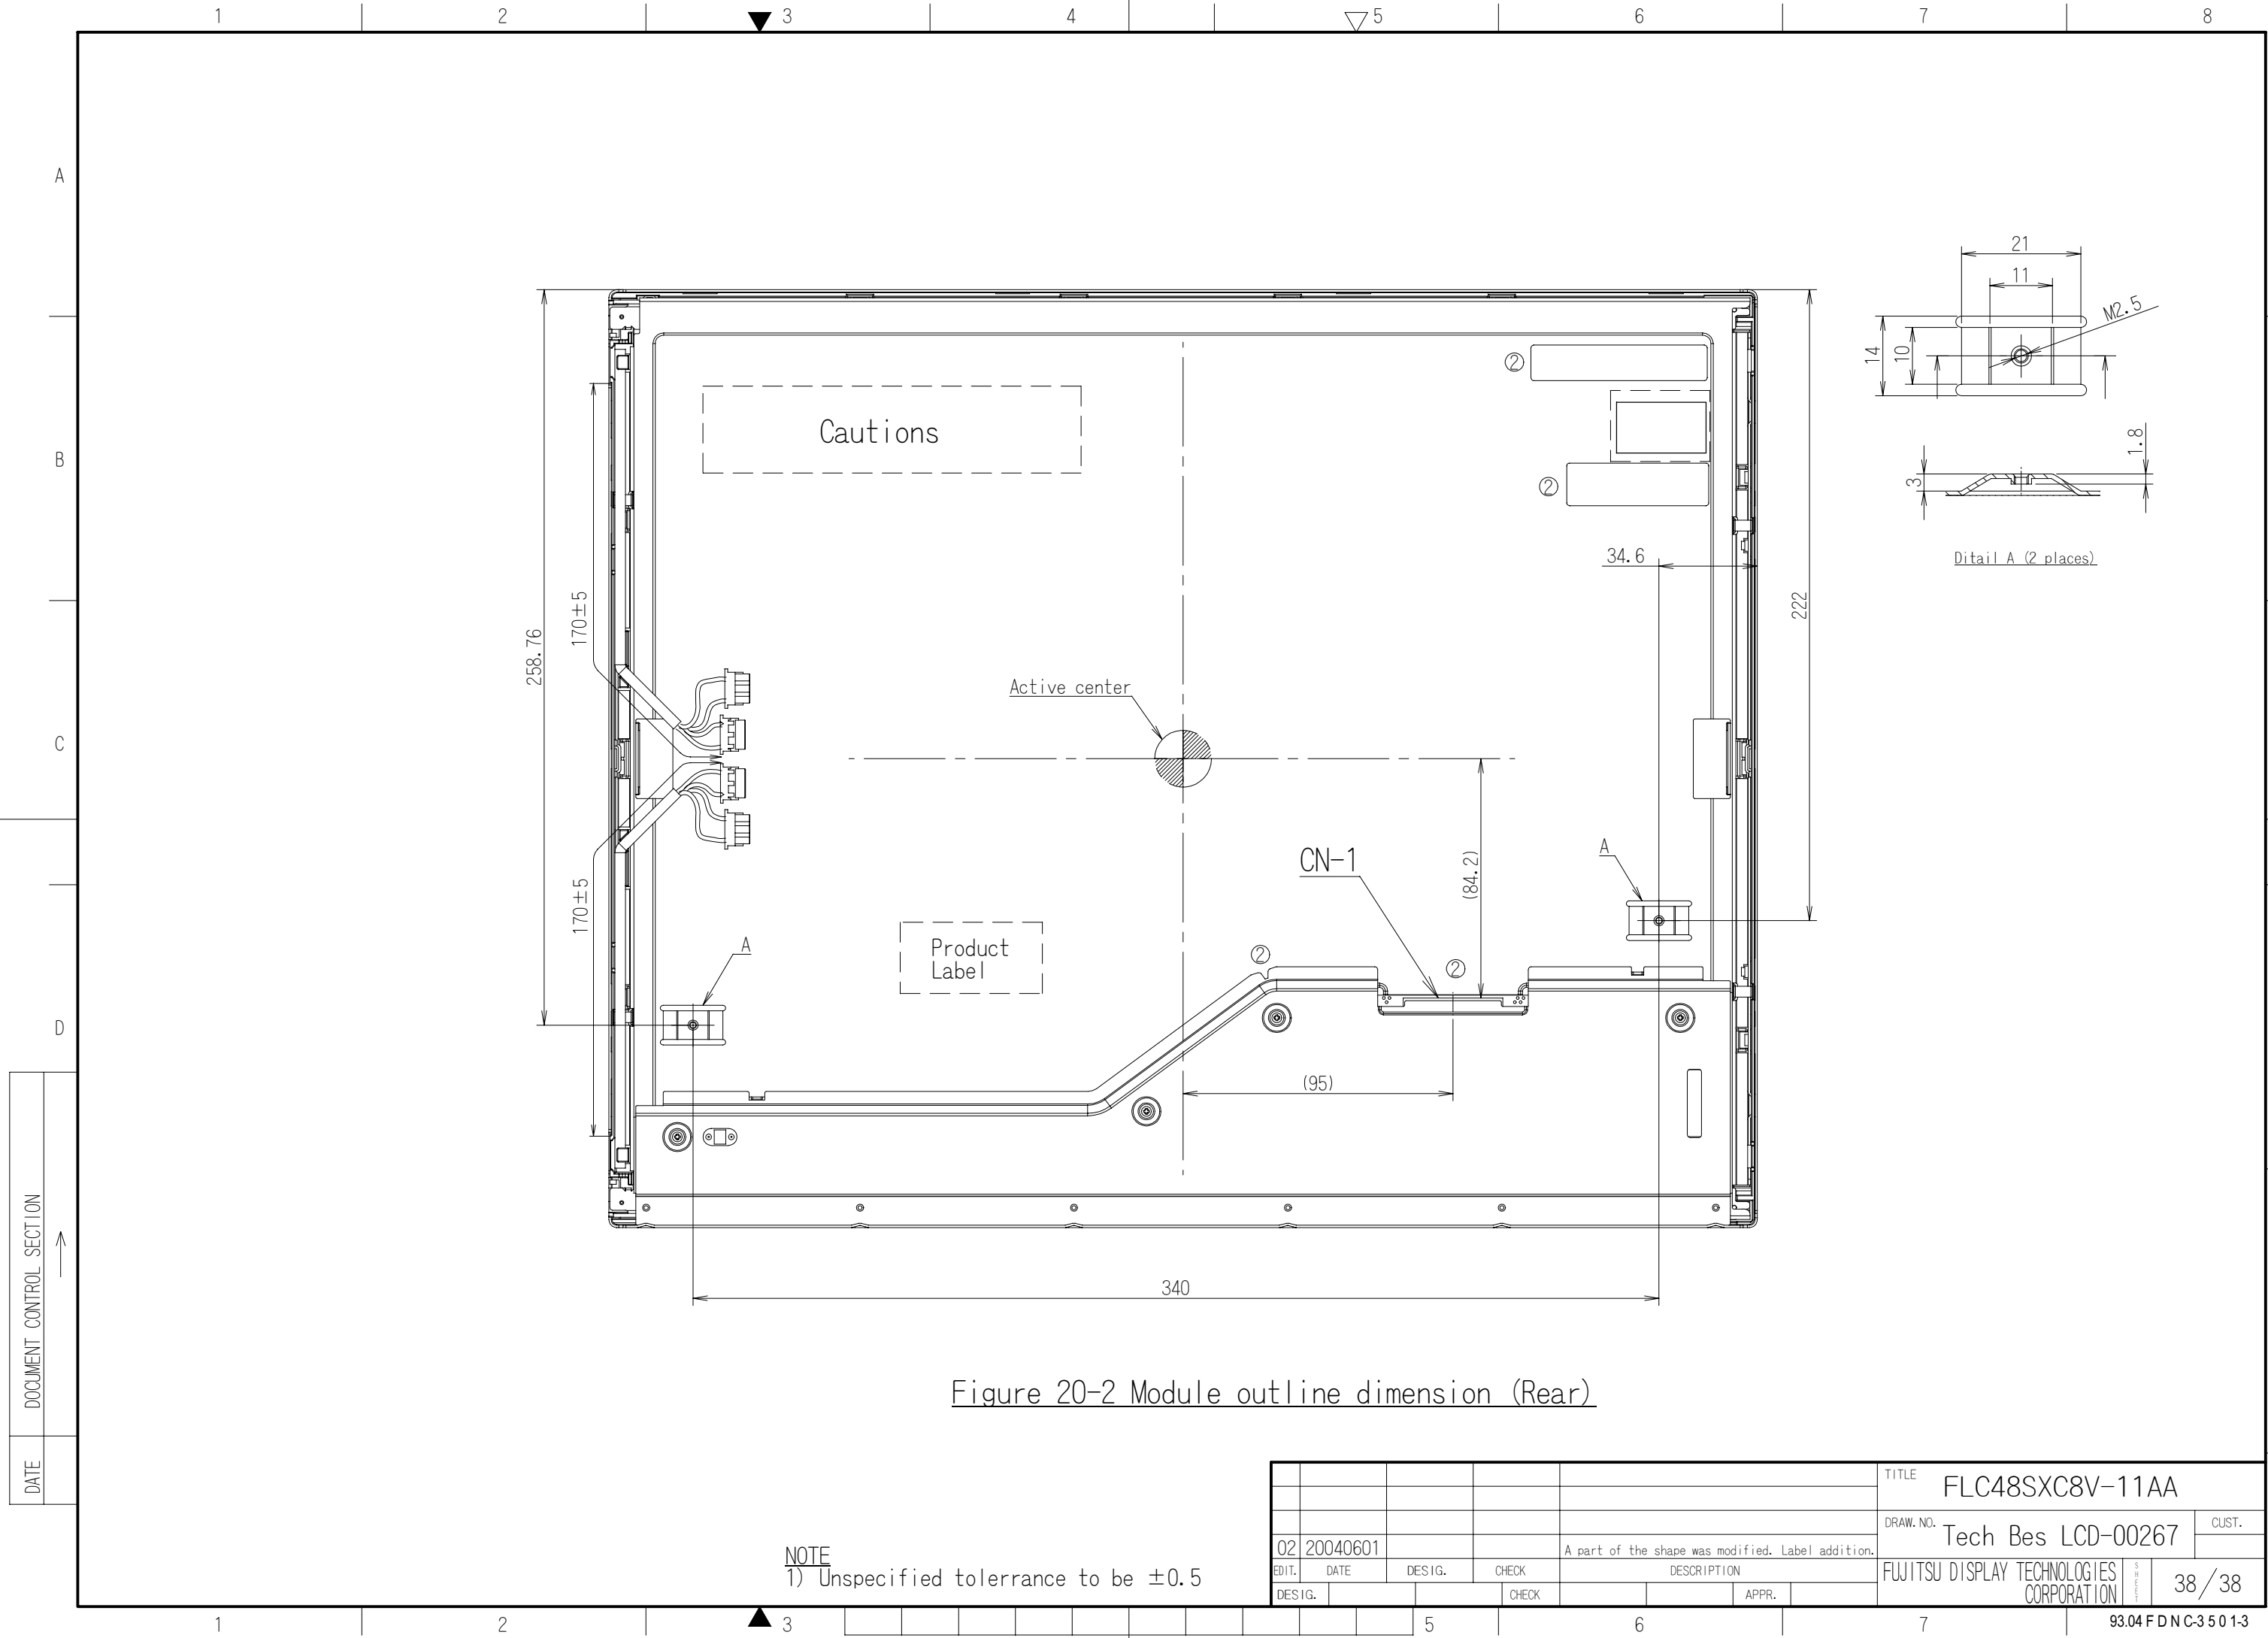 1 2 3 4 5 6 7 8
A
B
C
D
21
11
M2.5
14
10
1.8
3
Ditail A (2 places)
②
Cautions
②
34.6
222
258.76
170±5
Active center
CN-1
(84.2)
A
170±5
Product
Label
A
②
②
(95)
340
Figure 20-2 Module outline dimension (Rear)
DOCUMENT CONTROL SECTION
DATE
NOTE
1) Unspecified tolerrance to be ±0.5
02 20040601 A part of the shape was modified. Label addition.
EDIT. DATE DESIG. CHECK DESCRIPTION
DESIG. CHECK APPR.
TITLE
FLC48SXC8V-11AA
DRAW. NO. Tech Bes LCD-00267 CUST.
FUJITSU DISPLAY TECHNOLOGIES
CORPORATION
SHEET
38/38
1 2 3 5 6 7
93.04 F D N C-3 5 0 1-3